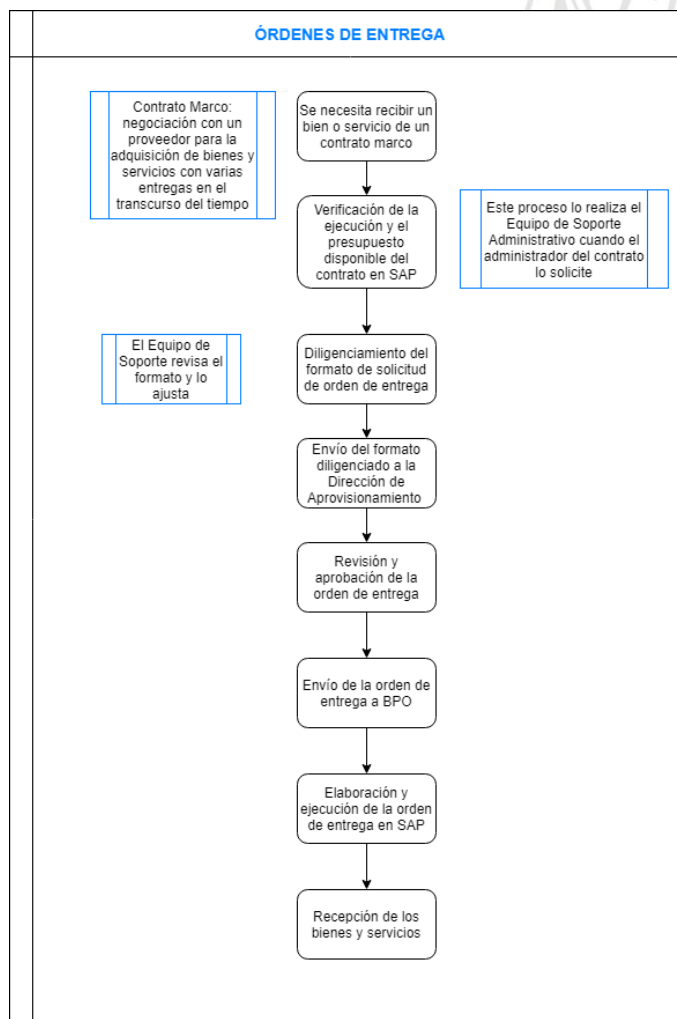 ÓRDENES DE ENTREGA
Contrato Marco:
negociación con un
proveedor para la
adquisición de bienes y
servicios con varias
entregas en el
transcurso del tiempo
Se necesita recibir un
bien o servicio de un
contrato marco
Verificación de la
ejecución y el
presupuesto
disponible del
contrato en SAP
Este proceso lo realiza el
Equipo de Soporte
Administrativo cuando el
administrador del contrato
lo solicite
El Equipo de
Soporte revisa el
formato y lo
ajusta
Diligenciamiento del
formato de solicitud
de orden de entrega
Envío del formato
diligenciado a la
Dirección de
Aprovisionamiento
Revisión y
aprobación de la
orden de entrega
Envío de la orden de
entrega a BPO
Elaboración y
ejecución de la orden
de entrega en SAP
Recepción de los
bienes y servicios